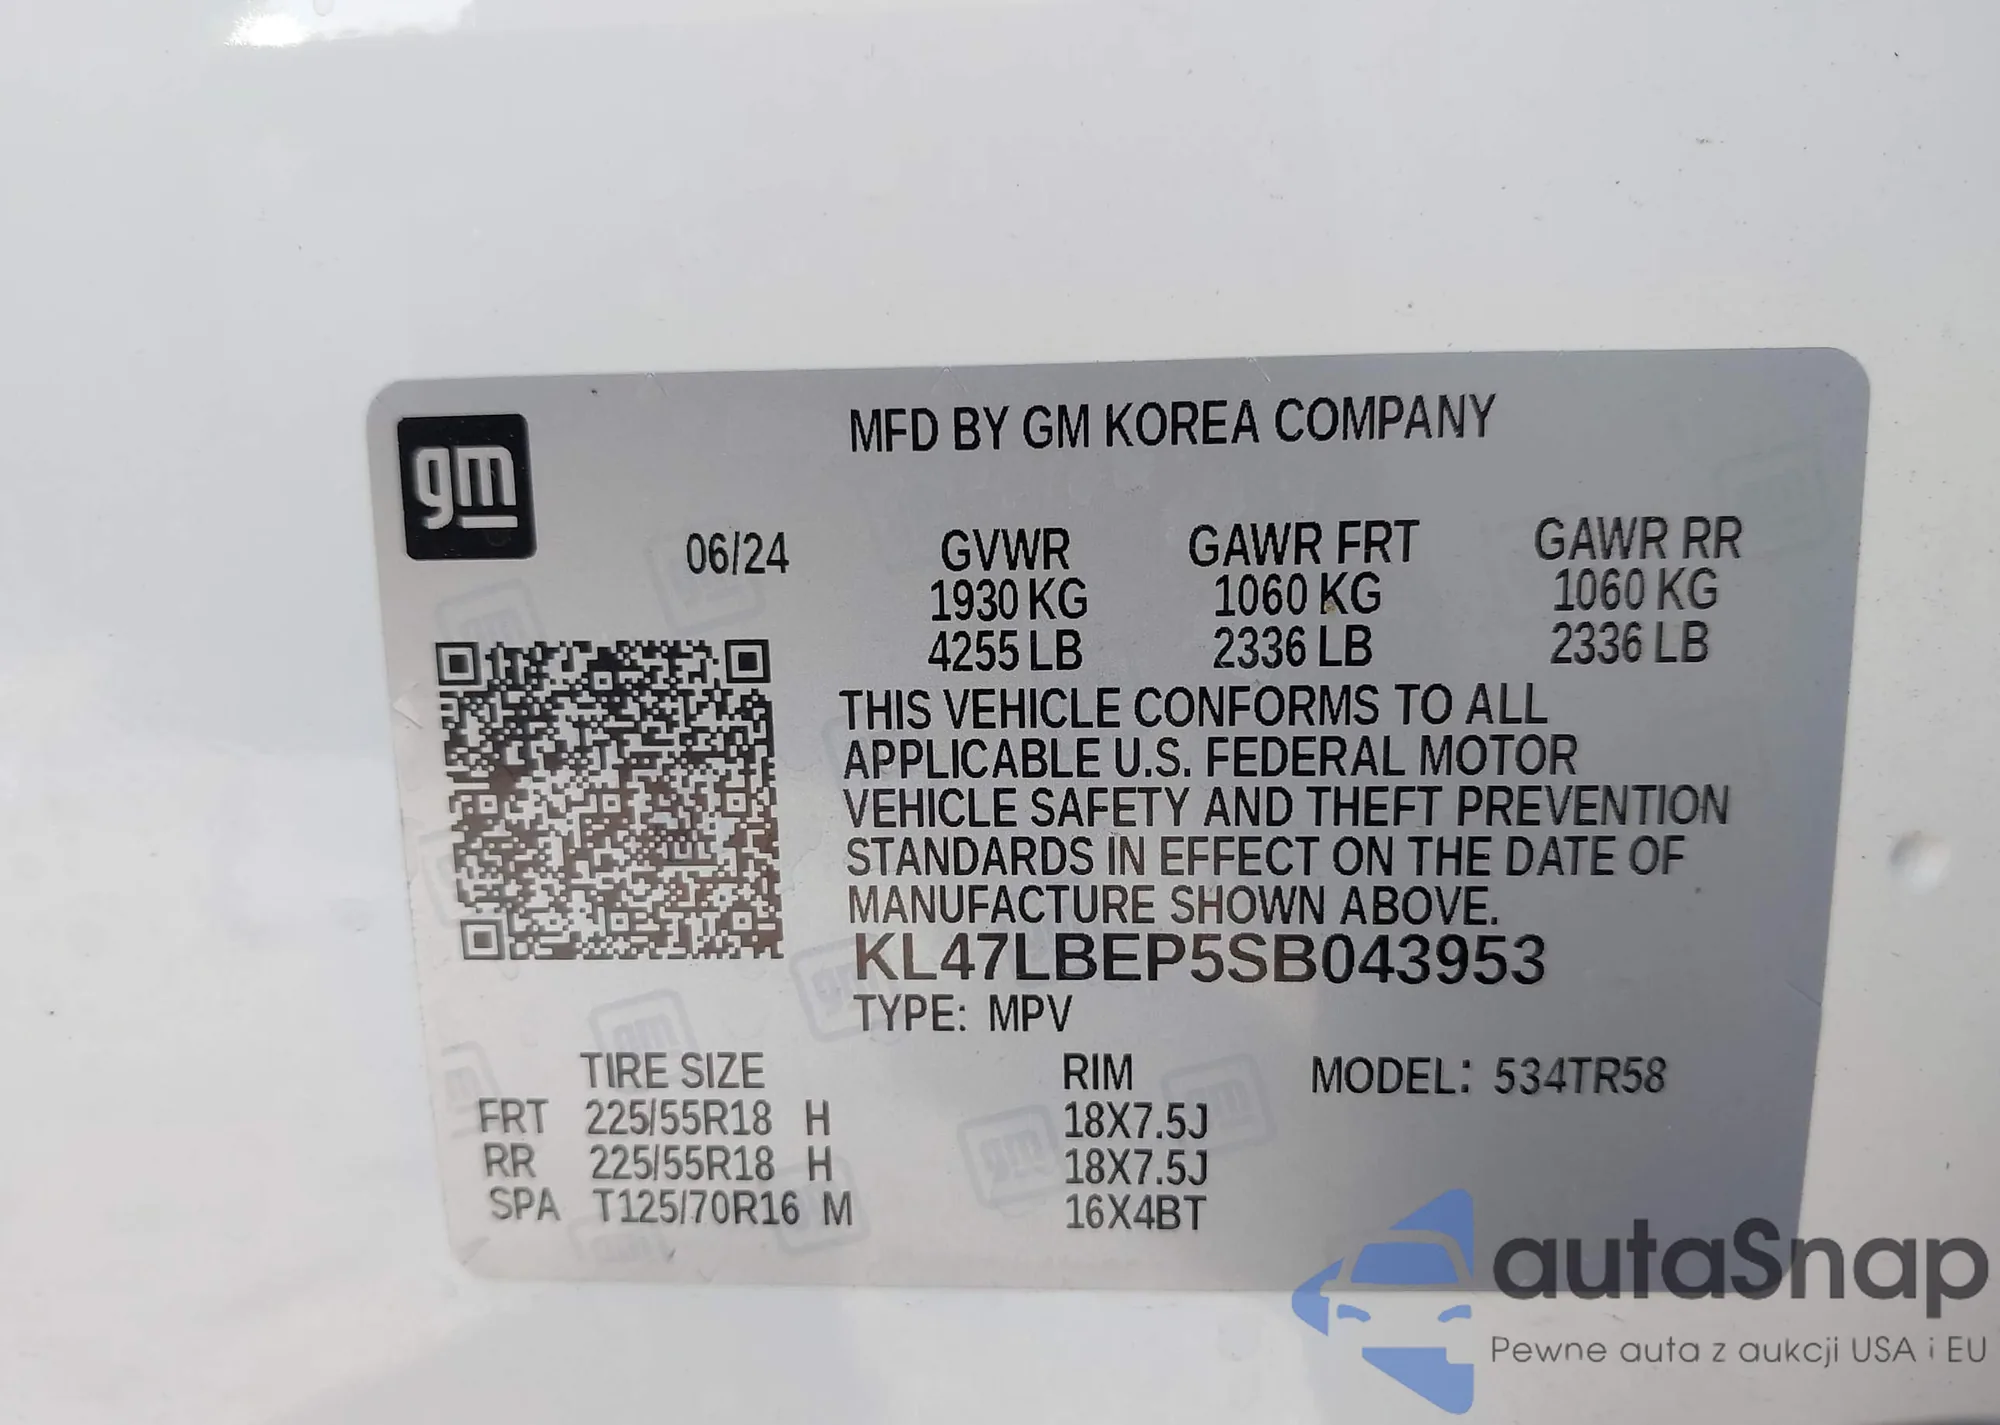 gm
MFD BY GM KOREA COMPANY
06/24 GVWR GAWR FRT GAWR RR
1930 KG 1060 KG 1060 KG
4255 LB 2336 LB 2336 LB
THIS VEHICLE CONFORMS TO ALL
APPLICABLE U.S. FEDERAL MOTOR
VEHICLE SAFETY AND THEFT PREVENTION
STANDARDS IN EFFECT ON THE DATE OF
MANUFACTURE SHOWN ABOVE.
KL47LBEP5SB043953
TYPE: MPV
TIRE SIZE RIM MODEL: 534TR58
FRT 225/55R18 H 18X7.5J
RR 225/55R18 H 18X7.5J
SPA T125/70R16 M 16X4BT
autaSnap
Pewne auta z aukcji USA i EU